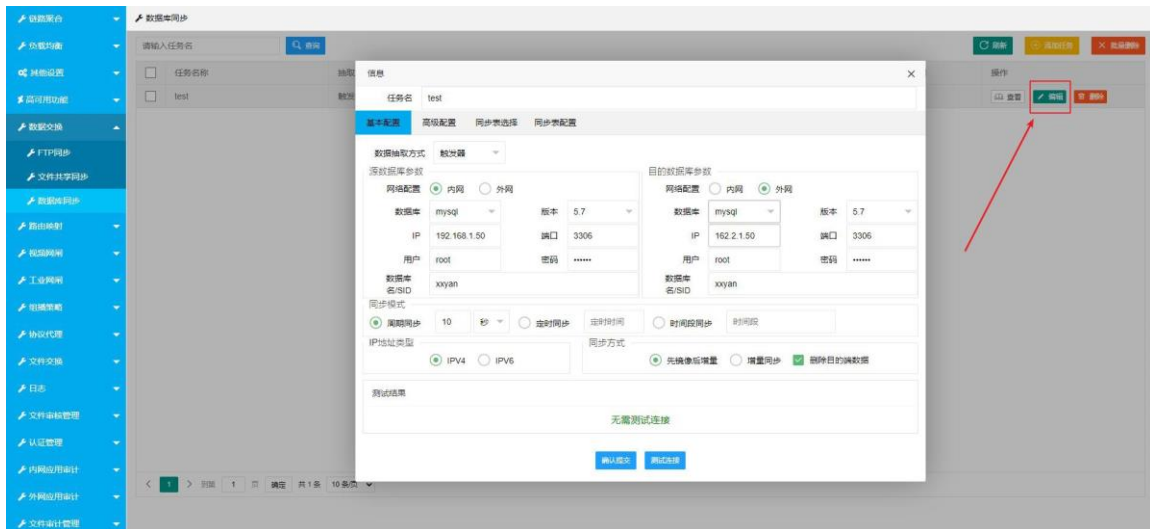 链路聚合
负载均衡
其他设置
高可用功能
数据交换
FTP同步
文件共享同步
数据库同步
路由映射
视频网闸
工业网闸
组播策略
协议代理
文件交换
日志
文件审核管理
认证管理
内网应用审计
外网应用审计
文件审计管理
数据库同步
请输入任务名 查询 刷新 添加任务 批量删除
任务名称 抽取 操作
test 触发 查看 编辑 删除
信息
任务名 test
基本配置 高级配置 同步表选择 同步表配置
数据抽取方式 触发器
源数据库参数 目的数据库参数
网络配置 内网 外网 网络配置 内网 外网
数据库 mysql 版本 5.7 数据库 mysql 版本 5.7
IP 192.168.1.50 端口 3306 IP 162.2.1.50 端口 3306
用户 root 密码 •••••• 用户 root 密码 ••••••
数据库名/SID xxyan 数据库名/SID xxyan
同步模式
周期同步 10 秒 定时同步 定时时间 时间段同步 时间段
IP地址类型 同步方式
IPV4 IPV6 先镜像后增量 增量同步 删除目的端数据
测试结果
无需测试连接
确认提交 测试连接
1 到第 1 页 确定 共 1 条 10 条/页